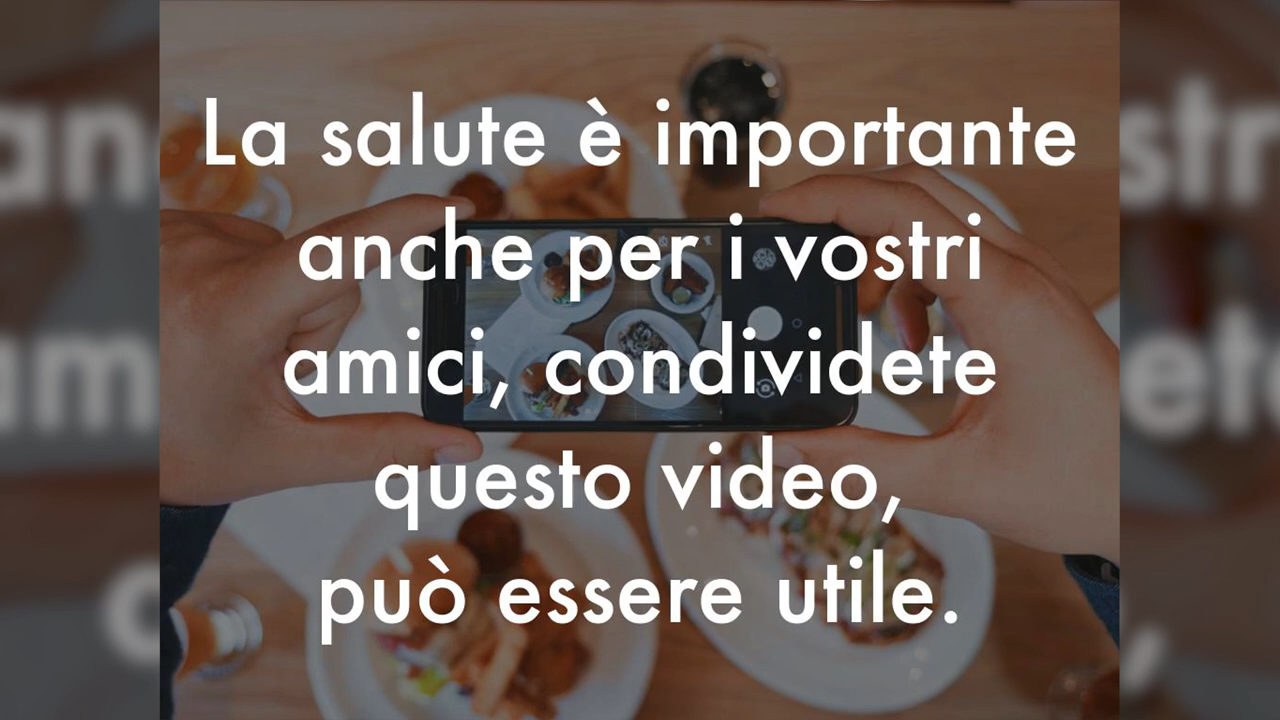 La salute è importante
anche per i vostri
amici, condividete
questo video,
può essere utile.